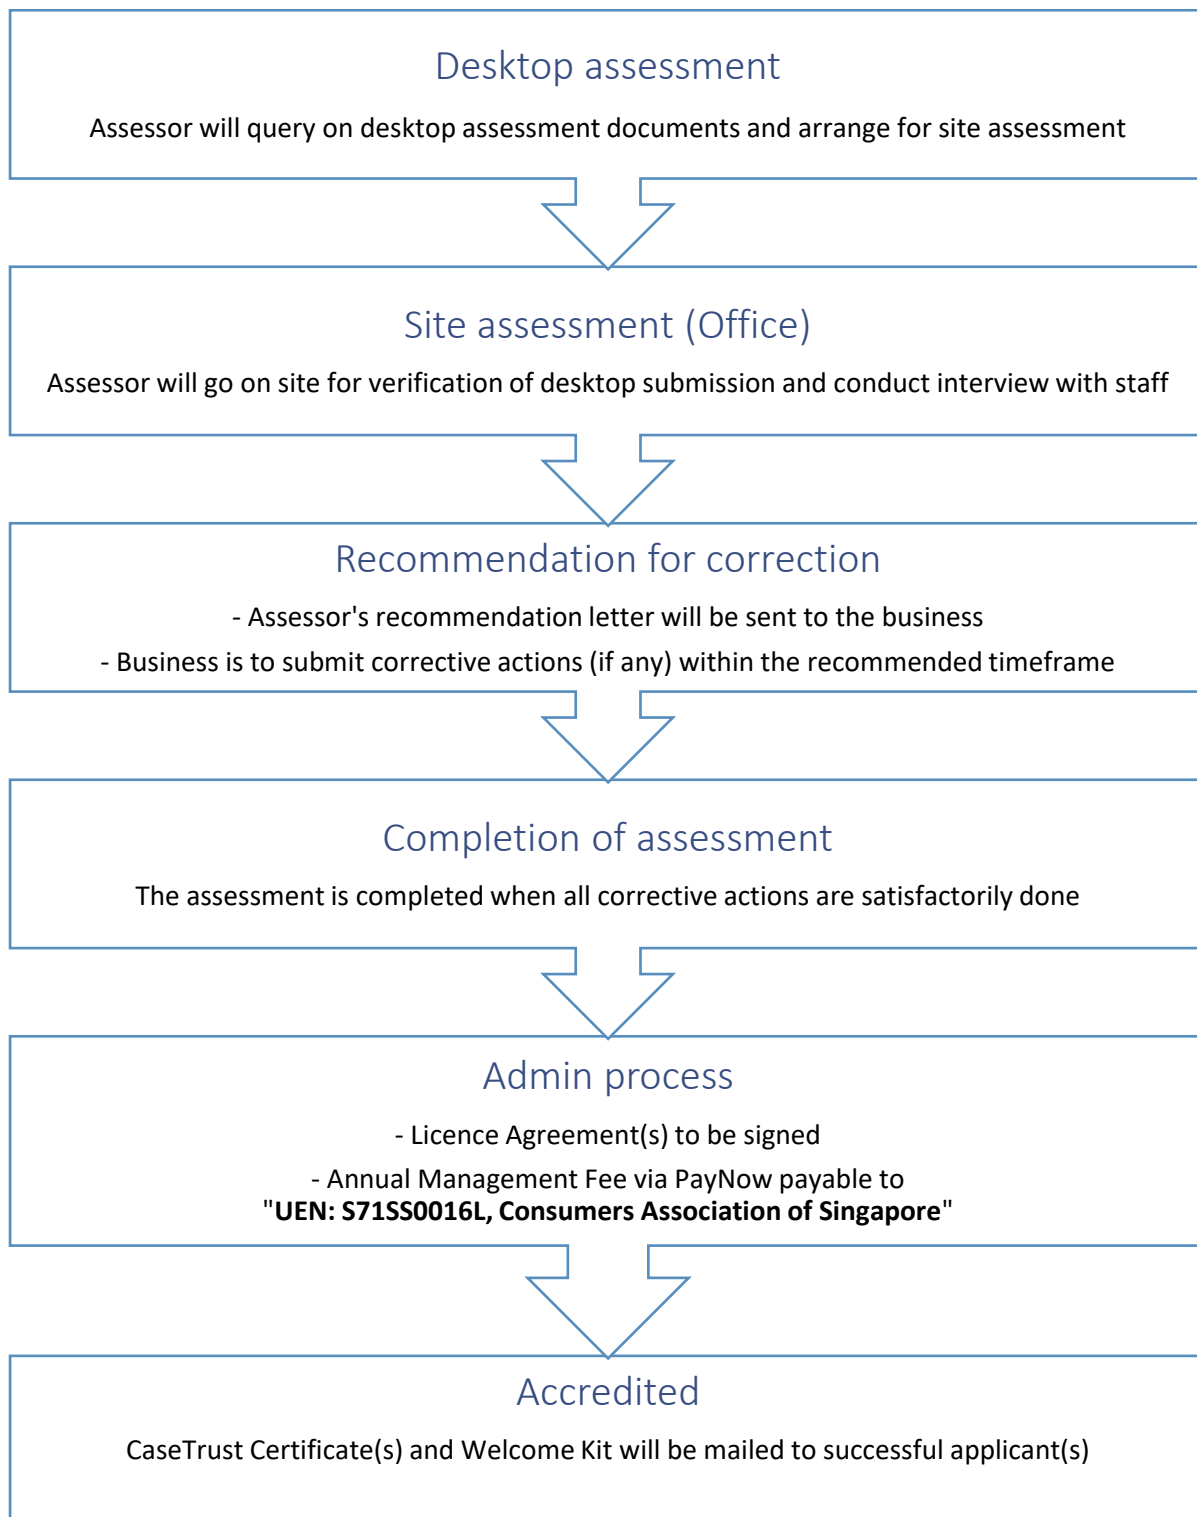 Desktop assessment
Assessor will query on desktop assessment documents and arrange for site assessment
Site assessment (Office)
Assessor will go on site for verification of desktop submission and conduct interview with staff
Recommendation for correction
- Assessor's recommendation letter will be sent to the business
- Business is to submit corrective actions (if any) within the recommended timeframe
Completion of assessment
The assessment is completed when all corrective actions are satisfactorily done
Admin process
- Licence Agreement(s) to be signed
- Annual Management Fee via PayNow payable to
"UEN: S71SS0016L, Consumers Association of Singapore"
Accredited
CaseTrust Certificate(s) and Welcome Kit will be mailed to successful applicant(s)